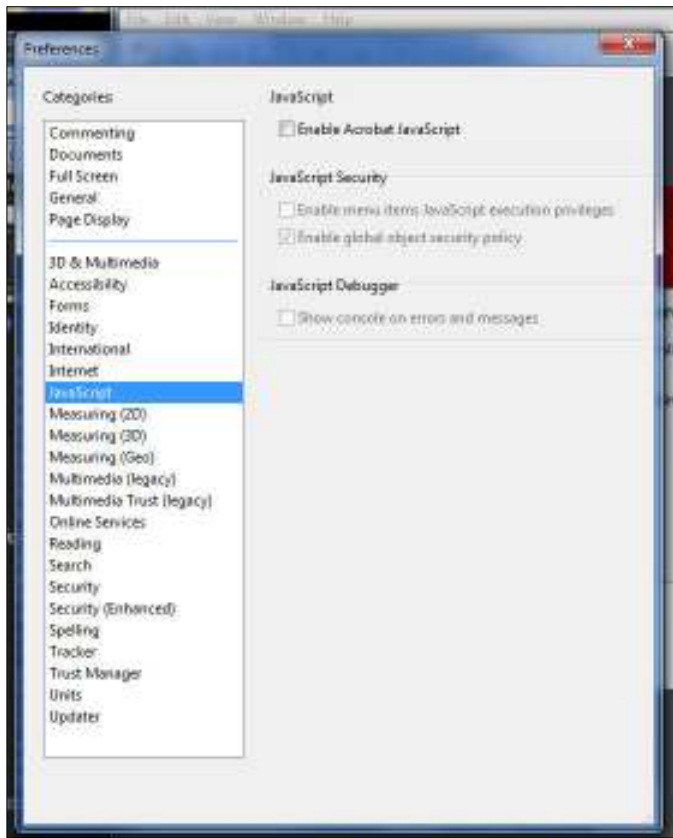 File Edit View Window Help
Preferences
Categories:
Commenting
Documents
Full Screen
General
Page Display
3D & Multimedia
Accessibility
Forms
Identity
International
Internet
JavaScript
Measuring (2D)
Measuring (3D)
Measuring (Geo)
Multimedia (legacy)
Multimedia Trust (legacy)
Online Services
Reading
Search
Security
Security (Enhanced)
Spelling
Tracker
Trust Manager
Units
Updater
JavaScript
Enable Acrobat JavaScript
JavaScript Security
Enable menu items JavaScript execution privileges
Enable global object security policy
JavaScript Debugger
Show console on errors and messages